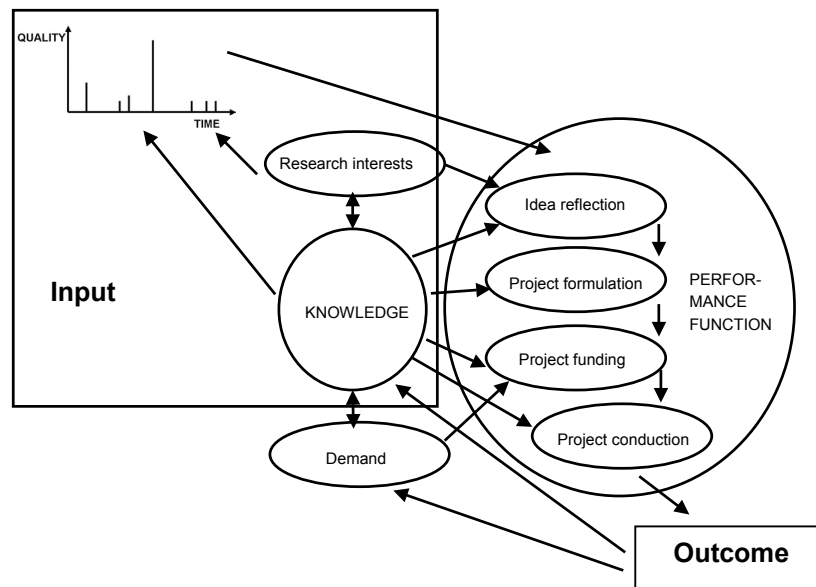 QUALITY
TIME
Research interests
Idea reflection
Input
KNOWLEDGE
Project formulation
PERFOR-
MANCE
FUNCTION
Project funding
Project conduction
Demand
Outcome